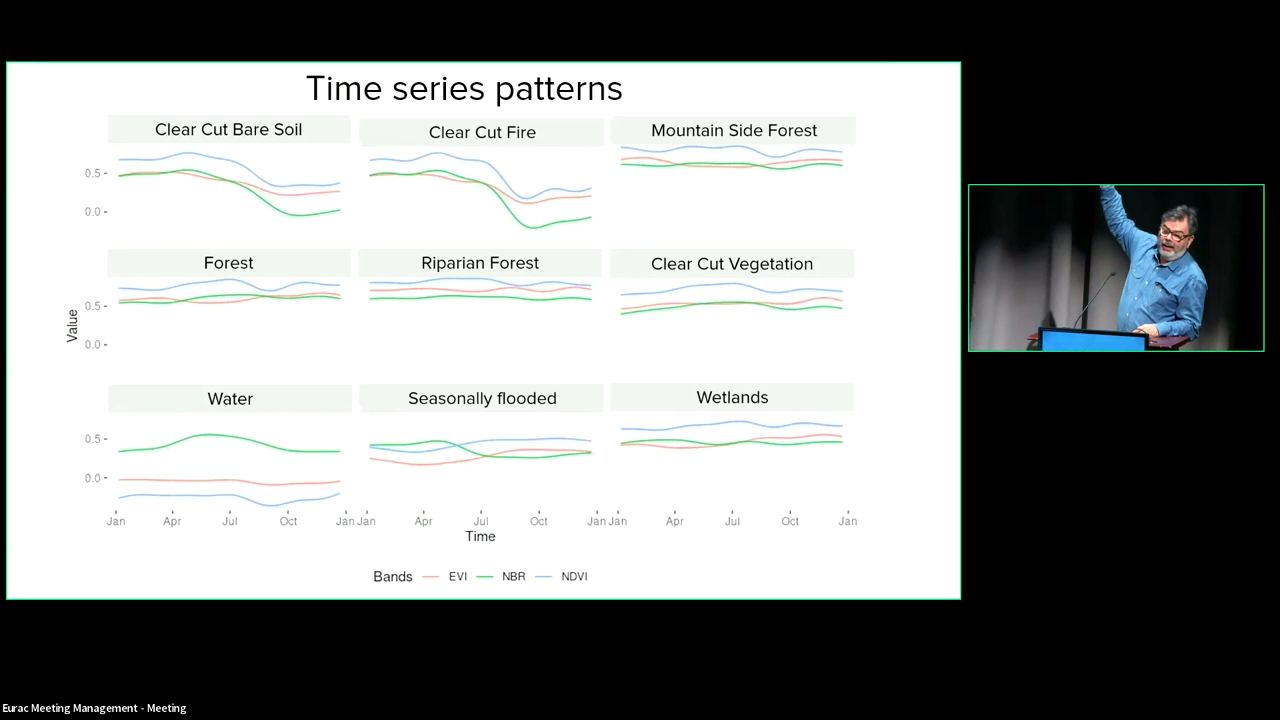 Time series patterns
Clear Cut Bare Soil
Clear Cut Fire
Mountain Side Forest
0.5
0.0
Forest
Riparian Forest
Clear Cut Vegetation
0.5
0.0
Value
Water
Seasonally flooded
Wetlands
0.5
0.0
Jan Apr Jul Oct Jan Jan Apr Jul Oct Jan Jan Apr Jul Oct Jan
Time
Bands EVI NBR NDVI
Eurac Meeting Management - Meeting